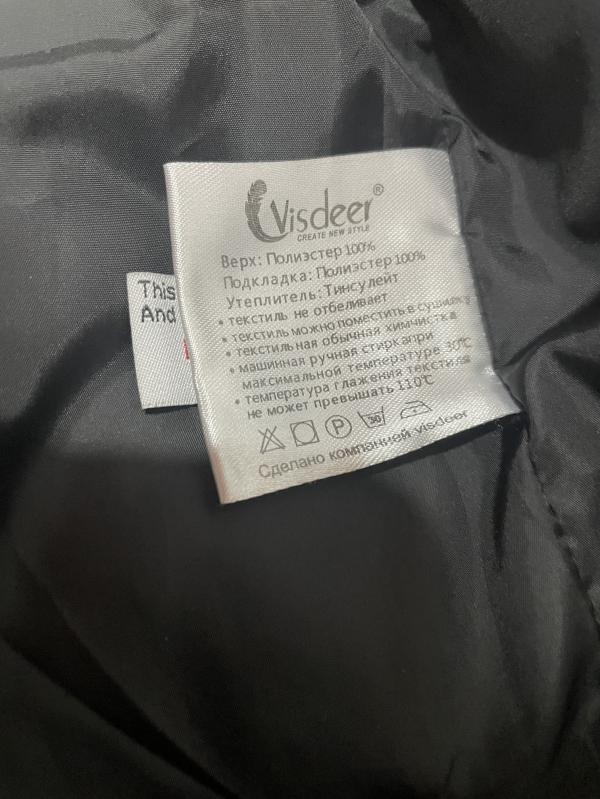 Visdeer®
CREATE NEW STYLE
Верх: Полиэстер 100%
Подкладка: Полиэстер 100%
Утеплитель: Тинсулейт
• текстиль не отбеливает
• текстиль можно поместить в сушилку
• текстильная обычная химчистка
• машинная ручная стирка при
максимальной температуре 30℃
• температура глажения текстиля
не может превышать 110℃
P 30
Сделано компанией visdeer
This
And